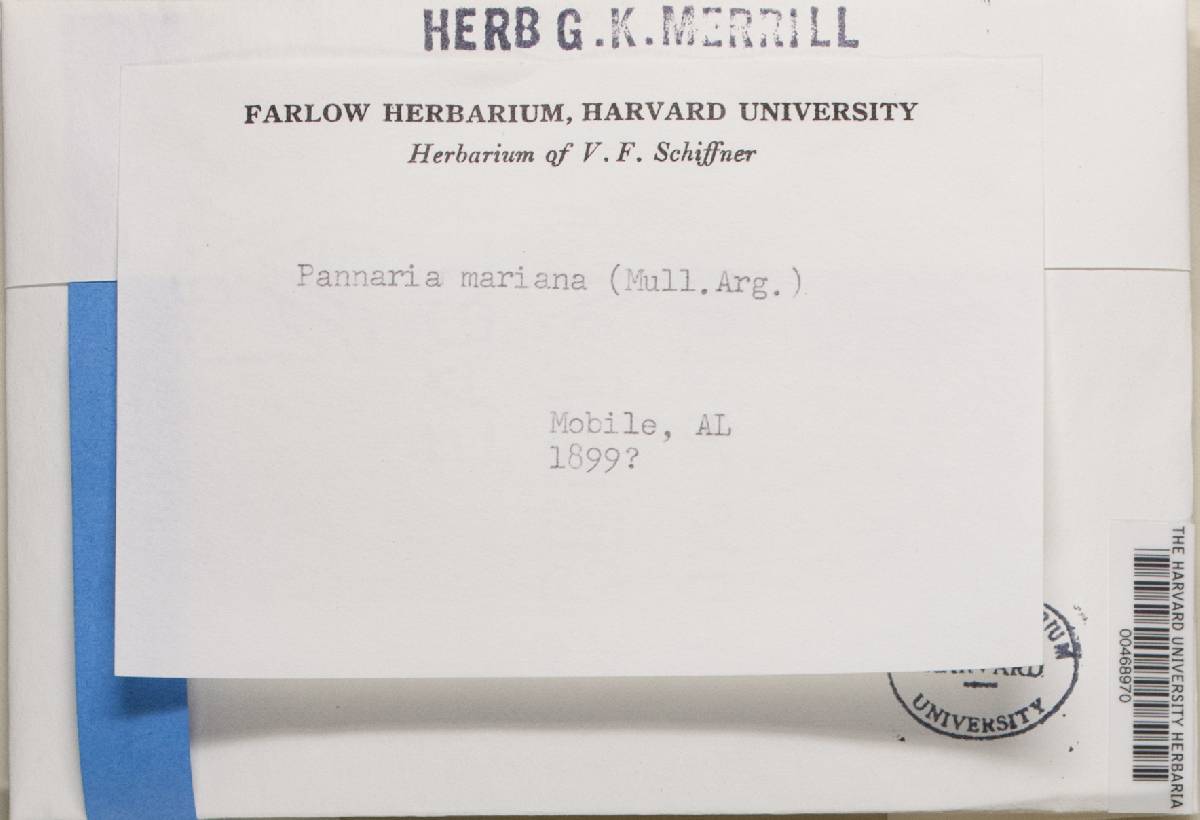 HERB G.K.MERRILL
FARLOW HERBARIUM, HARVARD UNIVERSITY
Herbarium of V. F. Schiffner
Pannaria mariana (Mull.Arg.)
Mobile, AL
1899?
HARVARD
UNIVERSITY
THE HARVARD UNIVERSITY HERBARIA
00468970